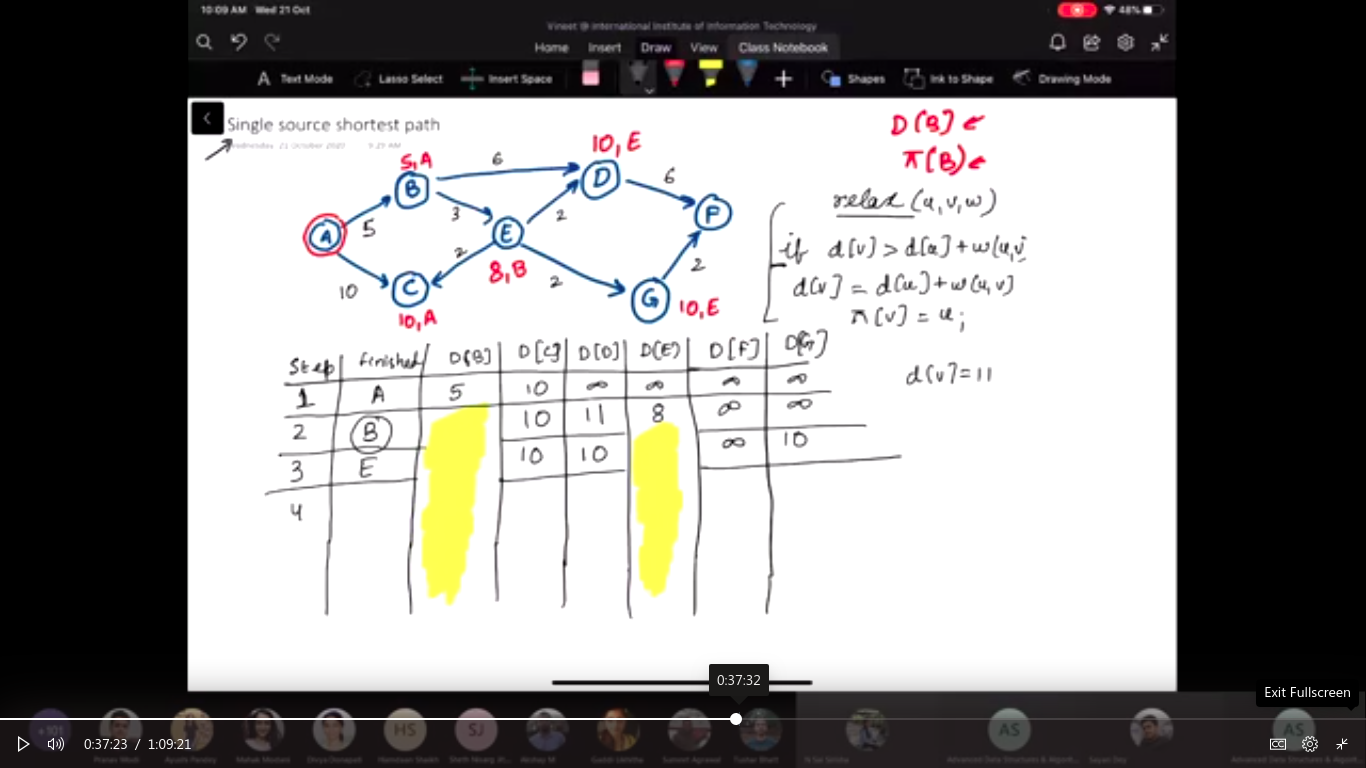 10:09 AM Wed 21 Oct
48%
Vineet @ International Institute of Information Technology
Home Insert Draw View Class Notebook
Text Mode Lasso Select Insert Space Shapes Ink to Shape Drawing Mode
Single source shortest path
Wednesday, 21 October 2020 9:29 AM
D[B] ←
π(B) ←
relax (u,v,w)
if d[v] > d[u] + w(u,v)
d[v] = d[u] + w(u,v)
π[v] = u;
d[v] = 11
5, A
6
10, E
B
D
6
5
3
2
F
A
E
2
8, B
2
2
10
C
G
10, E
10, A
Step Finished D[B] D[C] D[D] D[E] D[F] D[G]
1 A 5 10 ∞ ∞ ∞ ∞
2 B 10 11 8 ∞ ∞
3 E 10 10 ∞ 10
4
0:37:32
Exit Fullscreen
HS SJ AS AS
0:37:23 / 1:09:21